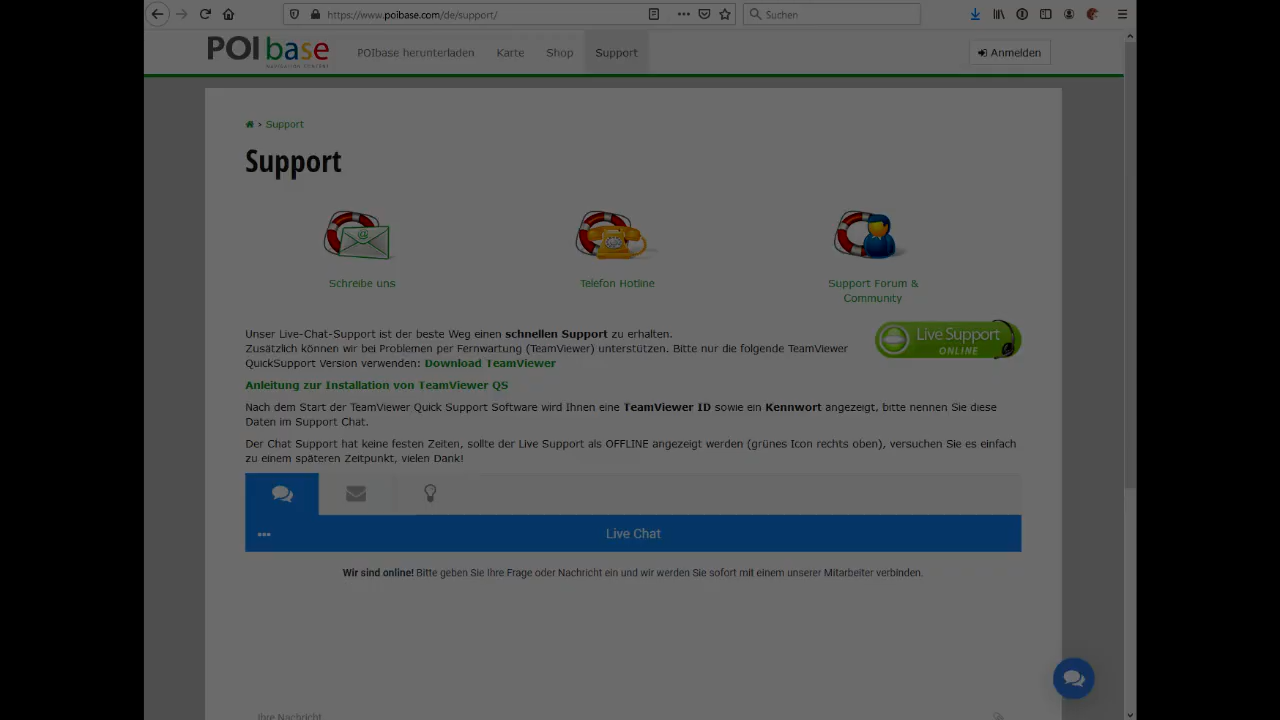 https://www.poibase.com/de/support/
Suchen
POIbase
POIbase herunterladen
Karte
Shop
Support
Anmelden
> Support
Support
Schreibe uns
Telefon Hotline
Support Forum &
Community
Unser Live-Chat-Support ist der beste Weg einen schnellen Support zu erhalten.
Zusätzlich können wir bei Problemen per Fernwartung (TeamViewer) unterstützen. Bitte nur die folgende TeamViewer
QuickSupport Version verwenden: Download TeamViewer
Live Support
ONLINE
Anleitung zur Installation von TeamViewer QS
Nach dem Start der TeamViewer Quick Support Software wird Ihnen eine TeamViewer ID sowie ein Kennwort angezeigt, bitte nennen Sie diese
Daten im Support Chat.
Der Chat Support hat keine festen Zeiten, sollte der Live Support als OFFLINE angezeigt werden (grünes Icon rechts oben), versuchen Sie es einfach
zu einem späteren Zeitpunkt, vielen Dank!
Live Chat
Wir sind online! Bitte geben Sie Ihre Frage oder Nachricht ein und wir werden Sie sofort mit einem unserer Mitarbeiter verbinden.
Ihre Nachricht